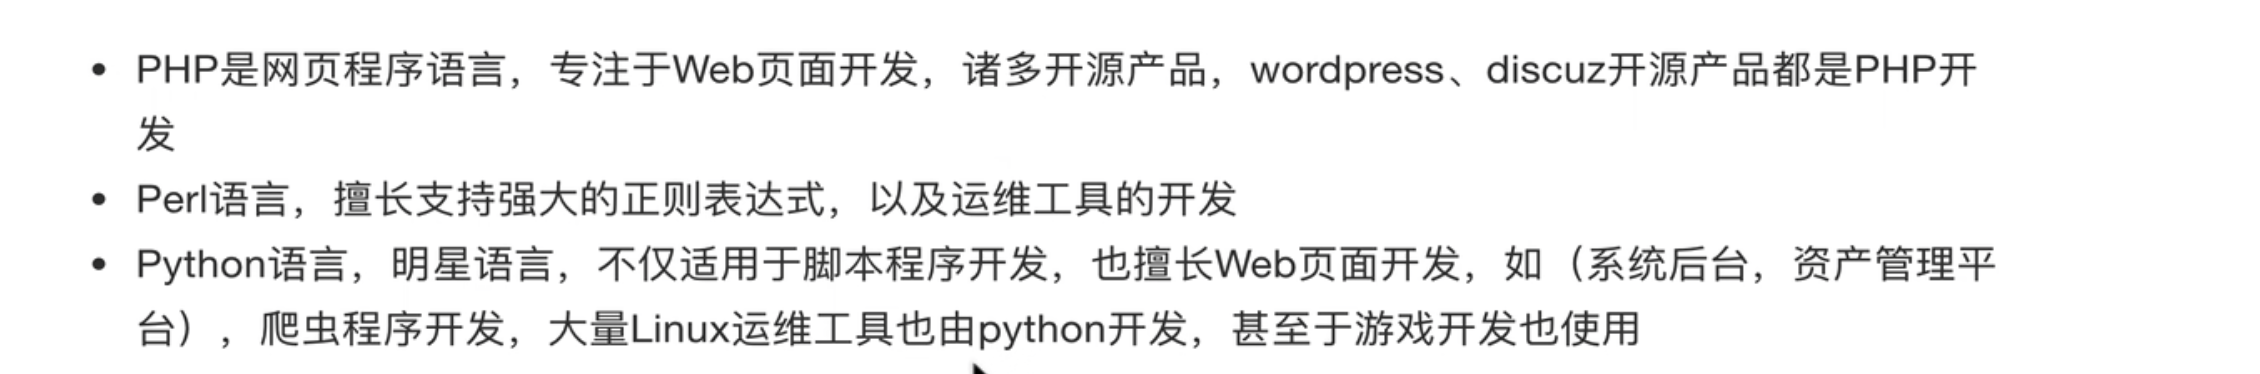 • PHP是网页程序语言，专注于Web页面开发，诸多开源产品，wordpress、discuz开源产品都是PHP开
发
• Perl语言，擅长支持强大的正则表达式，以及运维工具的开发
• Python语言，明星语言，不仅适用于脚本程序开发，也擅长Web页面开发，如（系统后台，资产管理平
台），爬虫程序开发，大量Linux运维工具也由python开发，甚至于游戏开发也使用